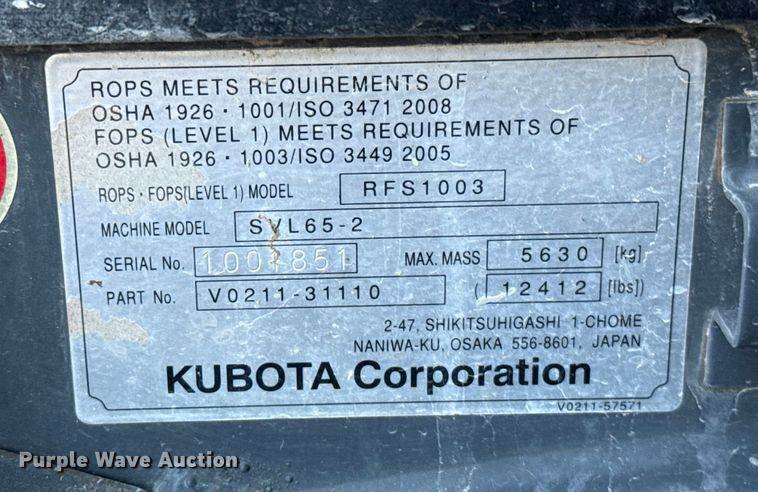 ROPS MEETS REQUIREMENTS OF
OSHA 1926・1001/ISO 3471 2008
FOPS (LEVEL 1) MEETS REQUIREMENTS OF
OSHA 1926・1003/ISO 3449 2005
ROPS・FOPS(LEVEL 1) MODEL RFS1003
MACHINE MODEL SVL65-2
SERIAL No. MAX. MASS 5630 [kg]
PART No. V0211-31110 (12412 [lbs])
2-47, SHIKITSUHIGASHI 1-CHOME
NANIWA-KU, OSAKA 556-8601, JAPAN
KUBOTA Corporation
V0211-57571
Purple Wave Auction